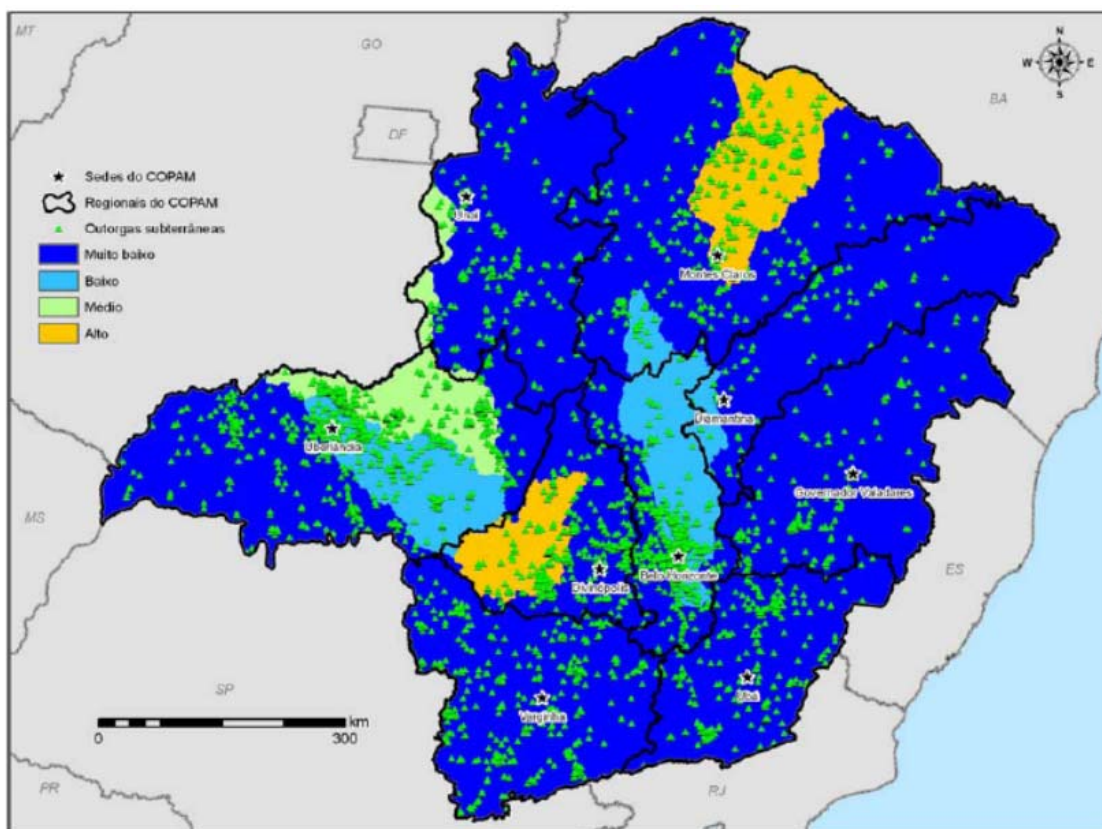 MT
GO
N
W E
S
BA
DF
Sedes do COPAM
Regionais do COPAM
Outorgas subterrâneas
Muito baixo
Baixo
Médio
Alto
Unaí
Montes Claros
Diamantina
Uberlândia
Governador Valadares
MS
Belo Horizonte
Divinópolis
ES
SP
Ubá
Varginha
km
0 300
PR
RJ